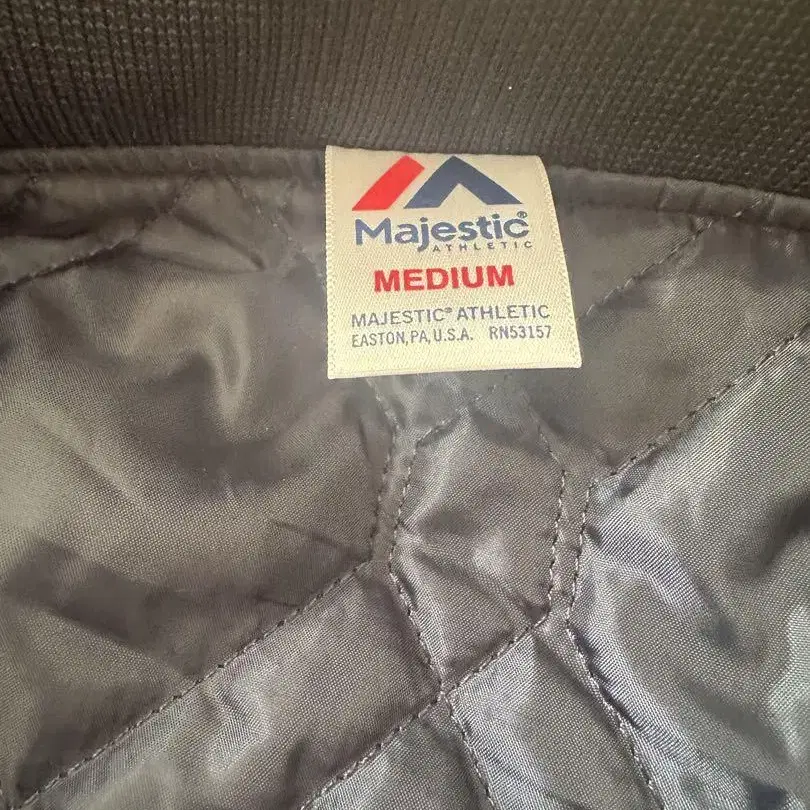 Majestic®
ATHLETIC
MEDIUM
MAJESTIC® ATHLETIC
EASTON, PA, U.S.A. RN53157